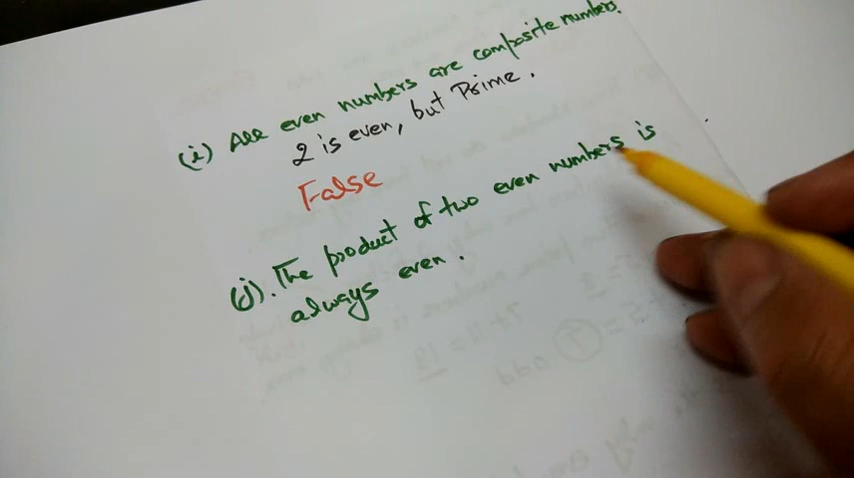 (i) All even numbers are composite numbers.
2 is even, but Prime.
False
(j). The product of two even numbers is
always even.